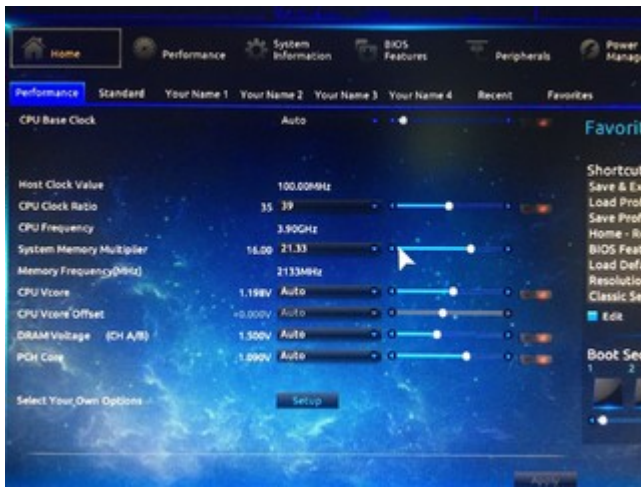 Home
Performance
System Information
BIOS Features
Peripherals
Power
Performance Standard Your Name 1 Your Name 2 Your Name 3 Your Name 4 Recent Favorites
CPU Base Clock Auto
Host Clock Value 100.00MHz
CPU Clock Ratio 35 39
CPU Frequency 3.90GHz
System Memory Multiplier 16.00 21.33
Memory Frequency(MHz) 2133MHz
CPU Vcore 1.198V Auto
CPU Vcore Offset +0.000V Auto
DRAM Voltage (CH A/B) 1.500V Auto
PCH Core 1.090V Auto
Select Your Own Options Setup
Apply
Favorit
Shortcut
Save & Ex
Load Prof
Save Prof
Home - R
BIOS Feat
Load Defa
Resolutio
Classic Se
Edit
Boot Se
1 2